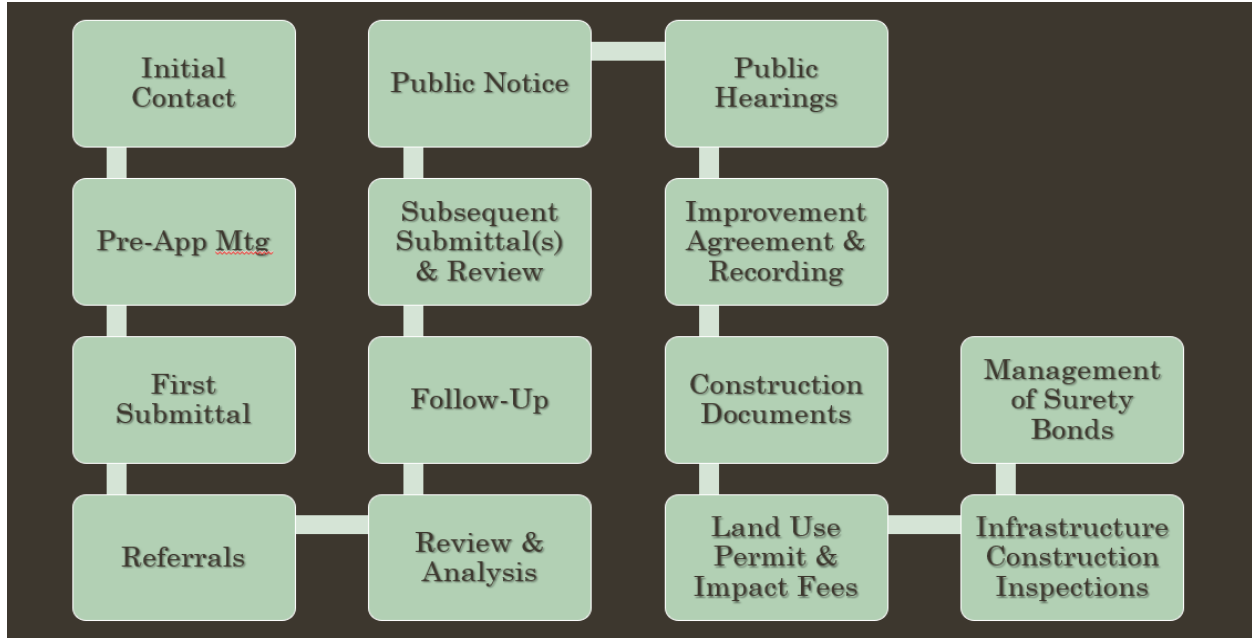 Initial
Contact
Pre-App Mtg
First
Submittal
Referrals
Review &
Analysis
Follow-Up
Subsequent
Submittal(s)
& Review
Public Notice
Public
Hearings
Improvement
Agreement &
Recording
Construction
Documents
Land Use
Permit &
Impact Fees
Infrastructure
Construction
Inspections
Management
of Surety
Bonds